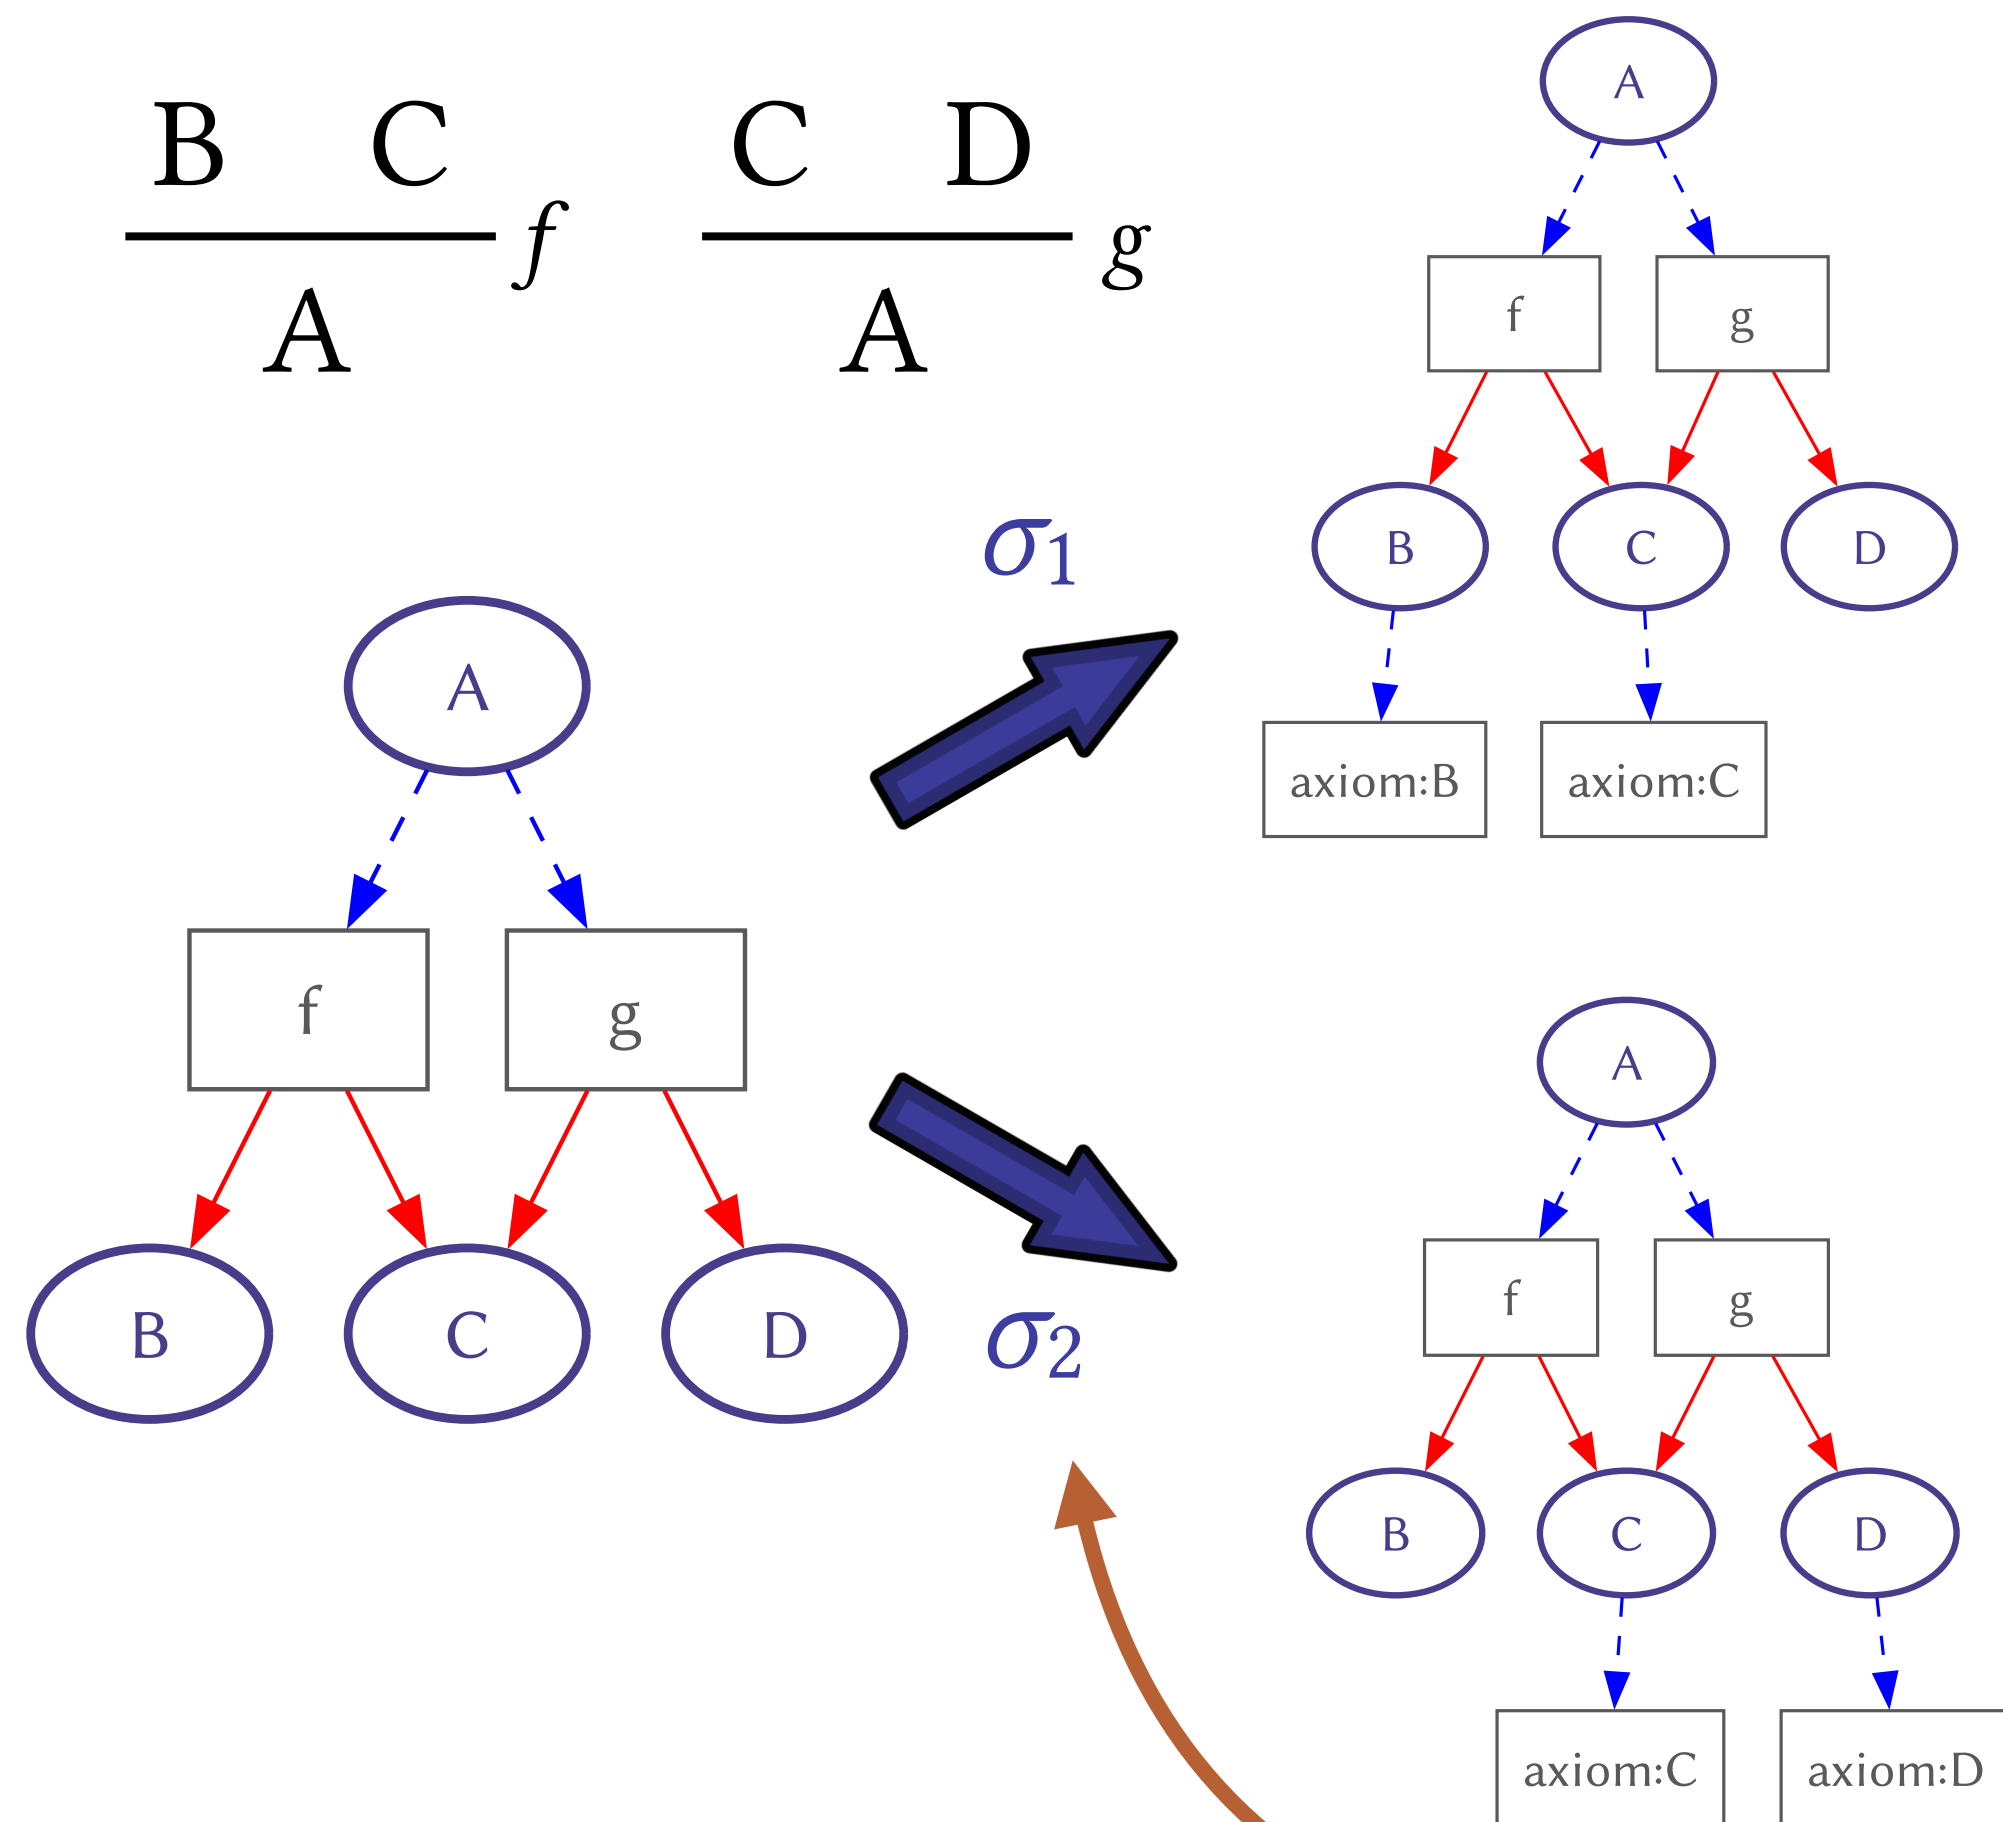 B C
f
A
C D
g
A
σ1
A
f g
B C D
σ2
A
f g
B C D
axiom:B axiom:C
A
f g
B C D
axiom:C axiom:D